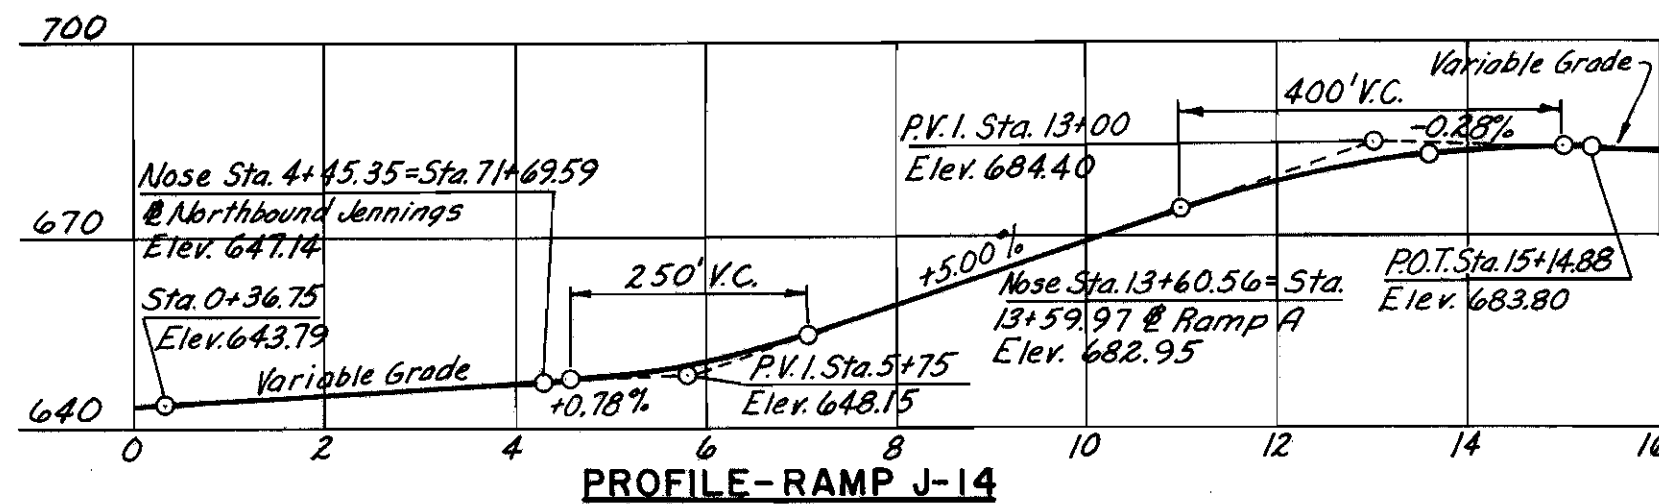 700
Variable Grade
400' V.C.
P.V.I. Sta. 13+00
-0.28%
Elev. 684.40
Nose Sta. 4+45.35=Sta. 71+69.59
℄ Northbound Jennings
670
Elev. 647.14
+5.00%
250' V.C.
P.O.T. Sta. 15+14.88
Elev. 683.80
Nose Sta. 13+60.56= Sta.
13+59.97 ℄ Ramp A
Elev. 682.95
Sta. 0+36.75
Elev. 643.79
Variable Grade
P.V.I. Sta. 5+75
+0.78%
Elev. 648.15
640
0 2 4 6 8 10 12 14 16
PROFILE-RAMP J-14